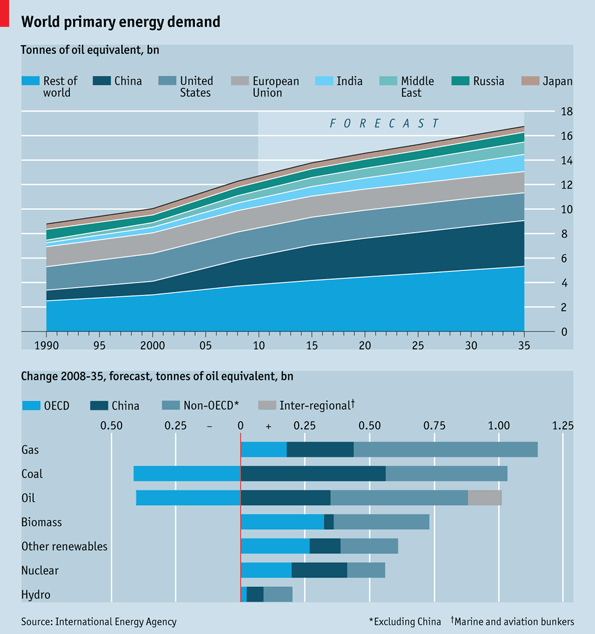 World primary energy demand
Tonnes of oil equivalent, bn
Rest of world
China
United States
European Union
India
Middle East
Russia
Japan
FORECAST
18
16
14
12
10
8
6
4
2
0
1990 95 2000 05 10 15 20 25 30 35
Change 2008-35, forecast, tonnes of oil equivalent, bn
OECD China Non-OECD* Inter-regional†
0.50 0.25 – 0 + 0.25 0.50 0.75 1.00 1.25
Gas
Coal
Oil
Biomass
Other renewables
Nuclear
Hydro
Source: International Energy Agency *Excluding China †Marine and aviation bunkers